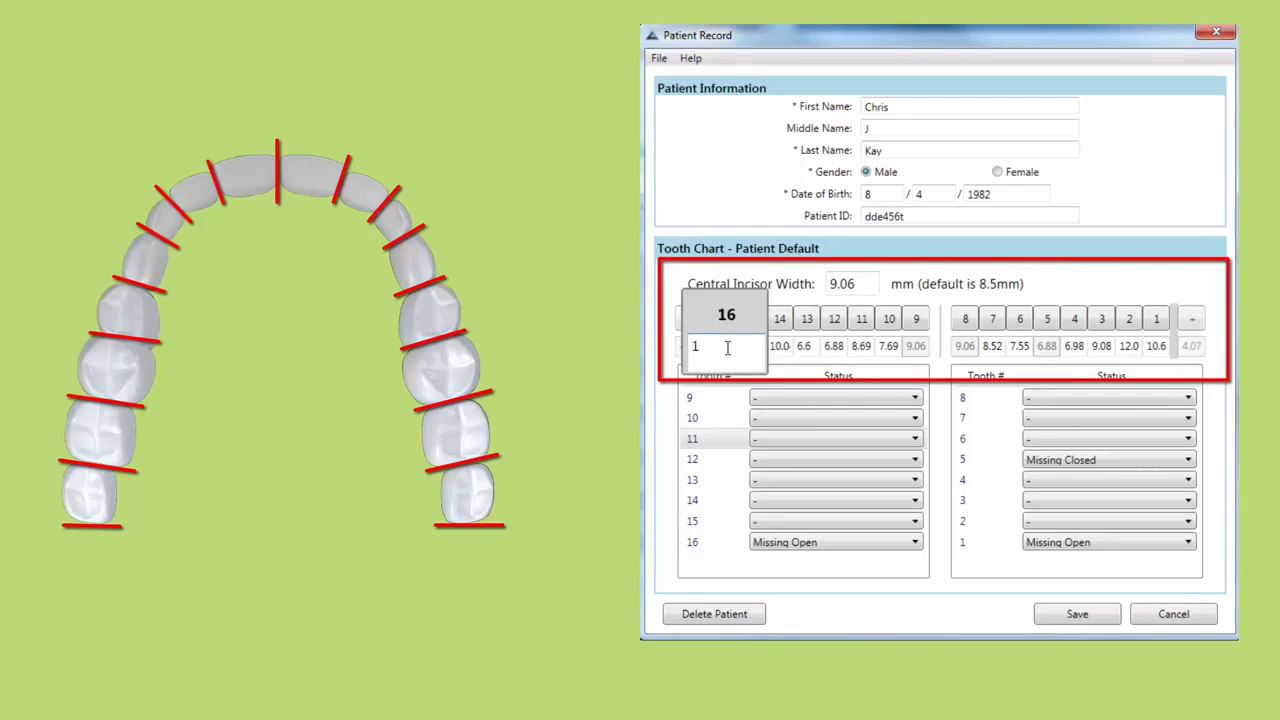 Patient Record
File Help
Patient Information
* First Name: Chris
Middle Name: J
* Last Name: Kay
* Gender: Male Female
* Date of Birth: 8 / 4 / 1982
Patient ID: dde456t
Tooth Chart - Patient Default
Central Incisor Width: 9.06 mm (default is 8.5mm)
16 14 13 12 11 10 9 8 7 6 5 4 3 2 1 +
1 10.0 6.6 6.88 8.69 7.69 9.06 9.06 8.52 7.55 6.88 6.98 9.08 12.0 10.6 4.07
Tooth # Status Tooth # Status
9 - 8 -
10 - 7 -
11 - 6 -
12 - 5 Missing Closed
13 - 4 -
14 - 3 -
15 - 2 -
16 Missing Open 1 Missing Open
Delete Patient Save Cancel